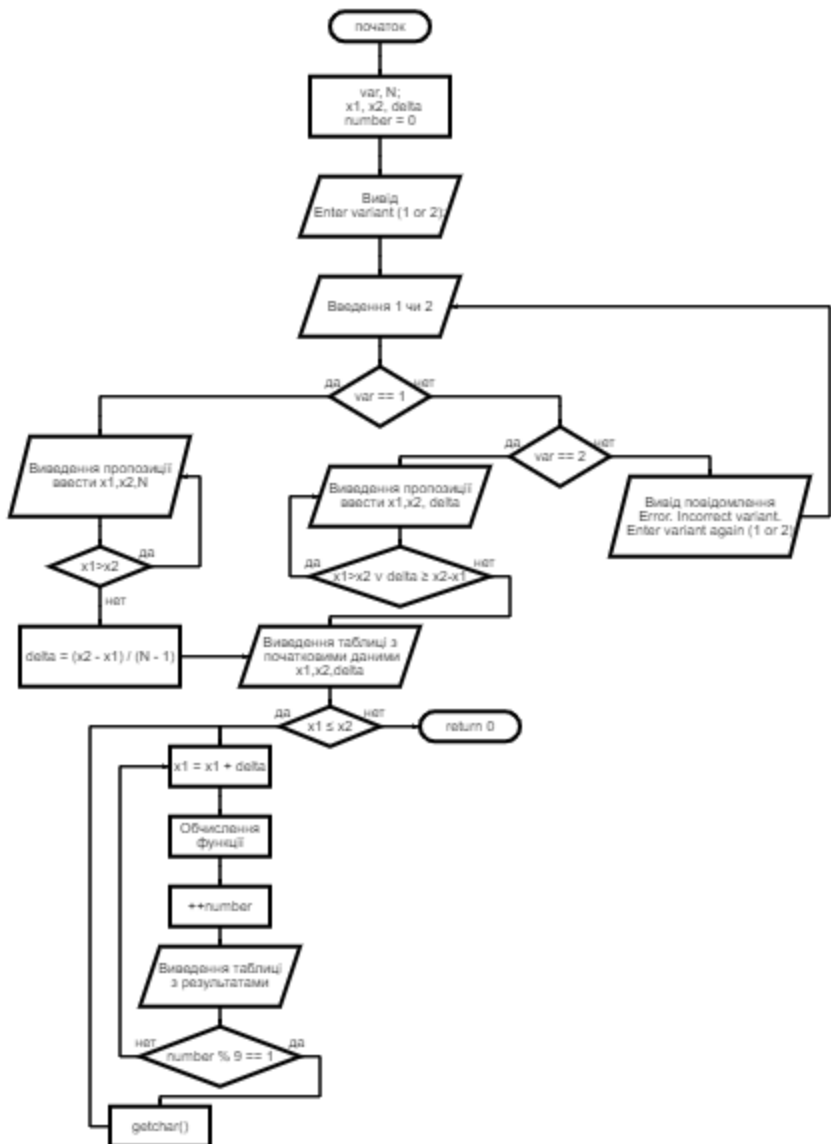 початок
var, N;
x1, x2, delta
number = 0
Вивід
Enter variant (1 or 2);
Введення 1 чи 2
да
нет
var == 1
да
нет
var == 2
Виведення пропозиції
ввести x1,x2,N
Виведення пропозиції
ввести x1,x2, delta
Вивід повідомлення
Error. Incorrect variant.
Enter variant again (1 or 2)
да
x1>x2
нет
да
нет
x1>x2 v delta ≥ x2-x1
delta = (x2 - x1) / (N - 1)
Виведення таблиці з
початковими даними
x1,x2,delta
да
нет
x1 ≤ x2
return 0
x1 = x1 + delta
Обчислення
функції
++number
Виведення таблиці
з результатами
нет
да
number % 9 == 1
getchar()